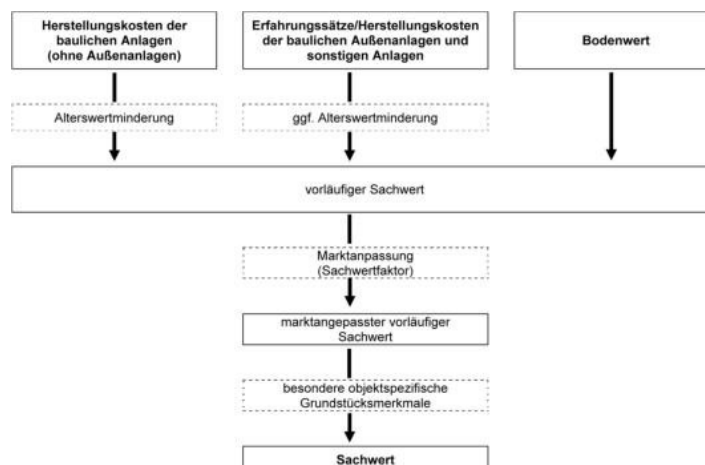 Herstellungskosten der
baulichen Anlagen
(ohne Außenanlagen)
Erfahrungssätze/Herstellungskosten
der baulichen Außenanlagen und
sonstigen Anlagen
Bodenwert
Alterswertminderung
ggf. Alterswertminderung
vorläufiger Sachwert
Marktanpassung
(Sachwertfaktor)
marktangepasster vorläufiger
Sachwert
besondere objektspezifische
Grundstücksmerkmale
Sachwert